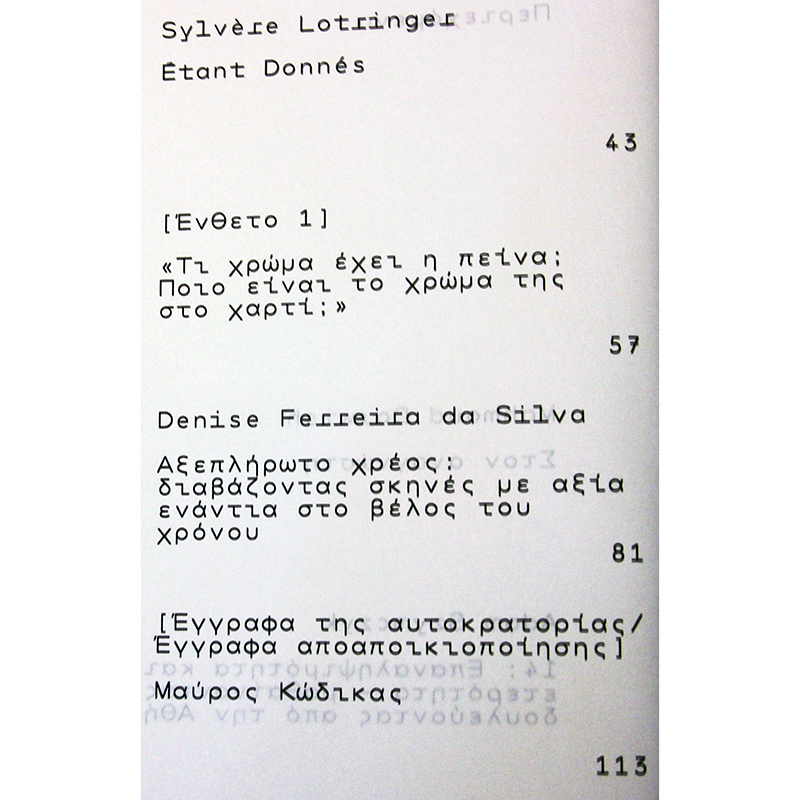 Sylvère Lotringer
Étant Donnés
43
[Ένθετο 1]
«Τι χρώμα έχει η πείνα;
Ποιο είναι το χρώμα της
στο χαρτί;»
57
Denise Ferreira da Silva
Αξεπλήρωτο χρέος:
διαβάζοντας σκηνές με αξία
ενάντια στο βέλος του
χρόνου
81
[Έγγραφα της αυτοκρατορίας/
Έγγραφα αποαποικιοποίησης]
Μαύρος Κώδικας
113